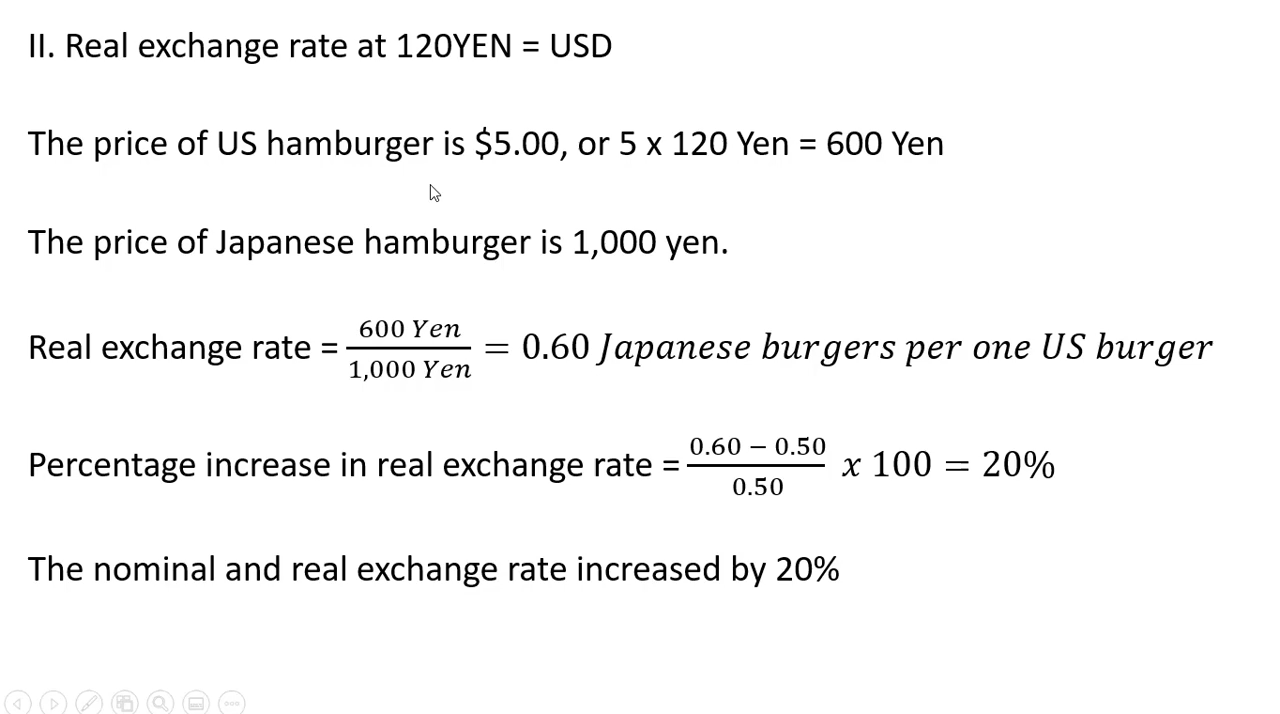 II. Real exchange rate at 120YEN = USD
The price of US hamburger is $5.00, or 5 x 120 Yen = 600 Yen
The price of Japanese hamburger is 1,000 yen.
Real exchange rate = 600 Yen / 1,000 Yen = 0.60 Japanese burgers per one US burger
Percentage increase in real exchange rate = 0.60 − 0.50 / 0.50 x 100 = 20%
The nominal and real exchange rate increased by 20%